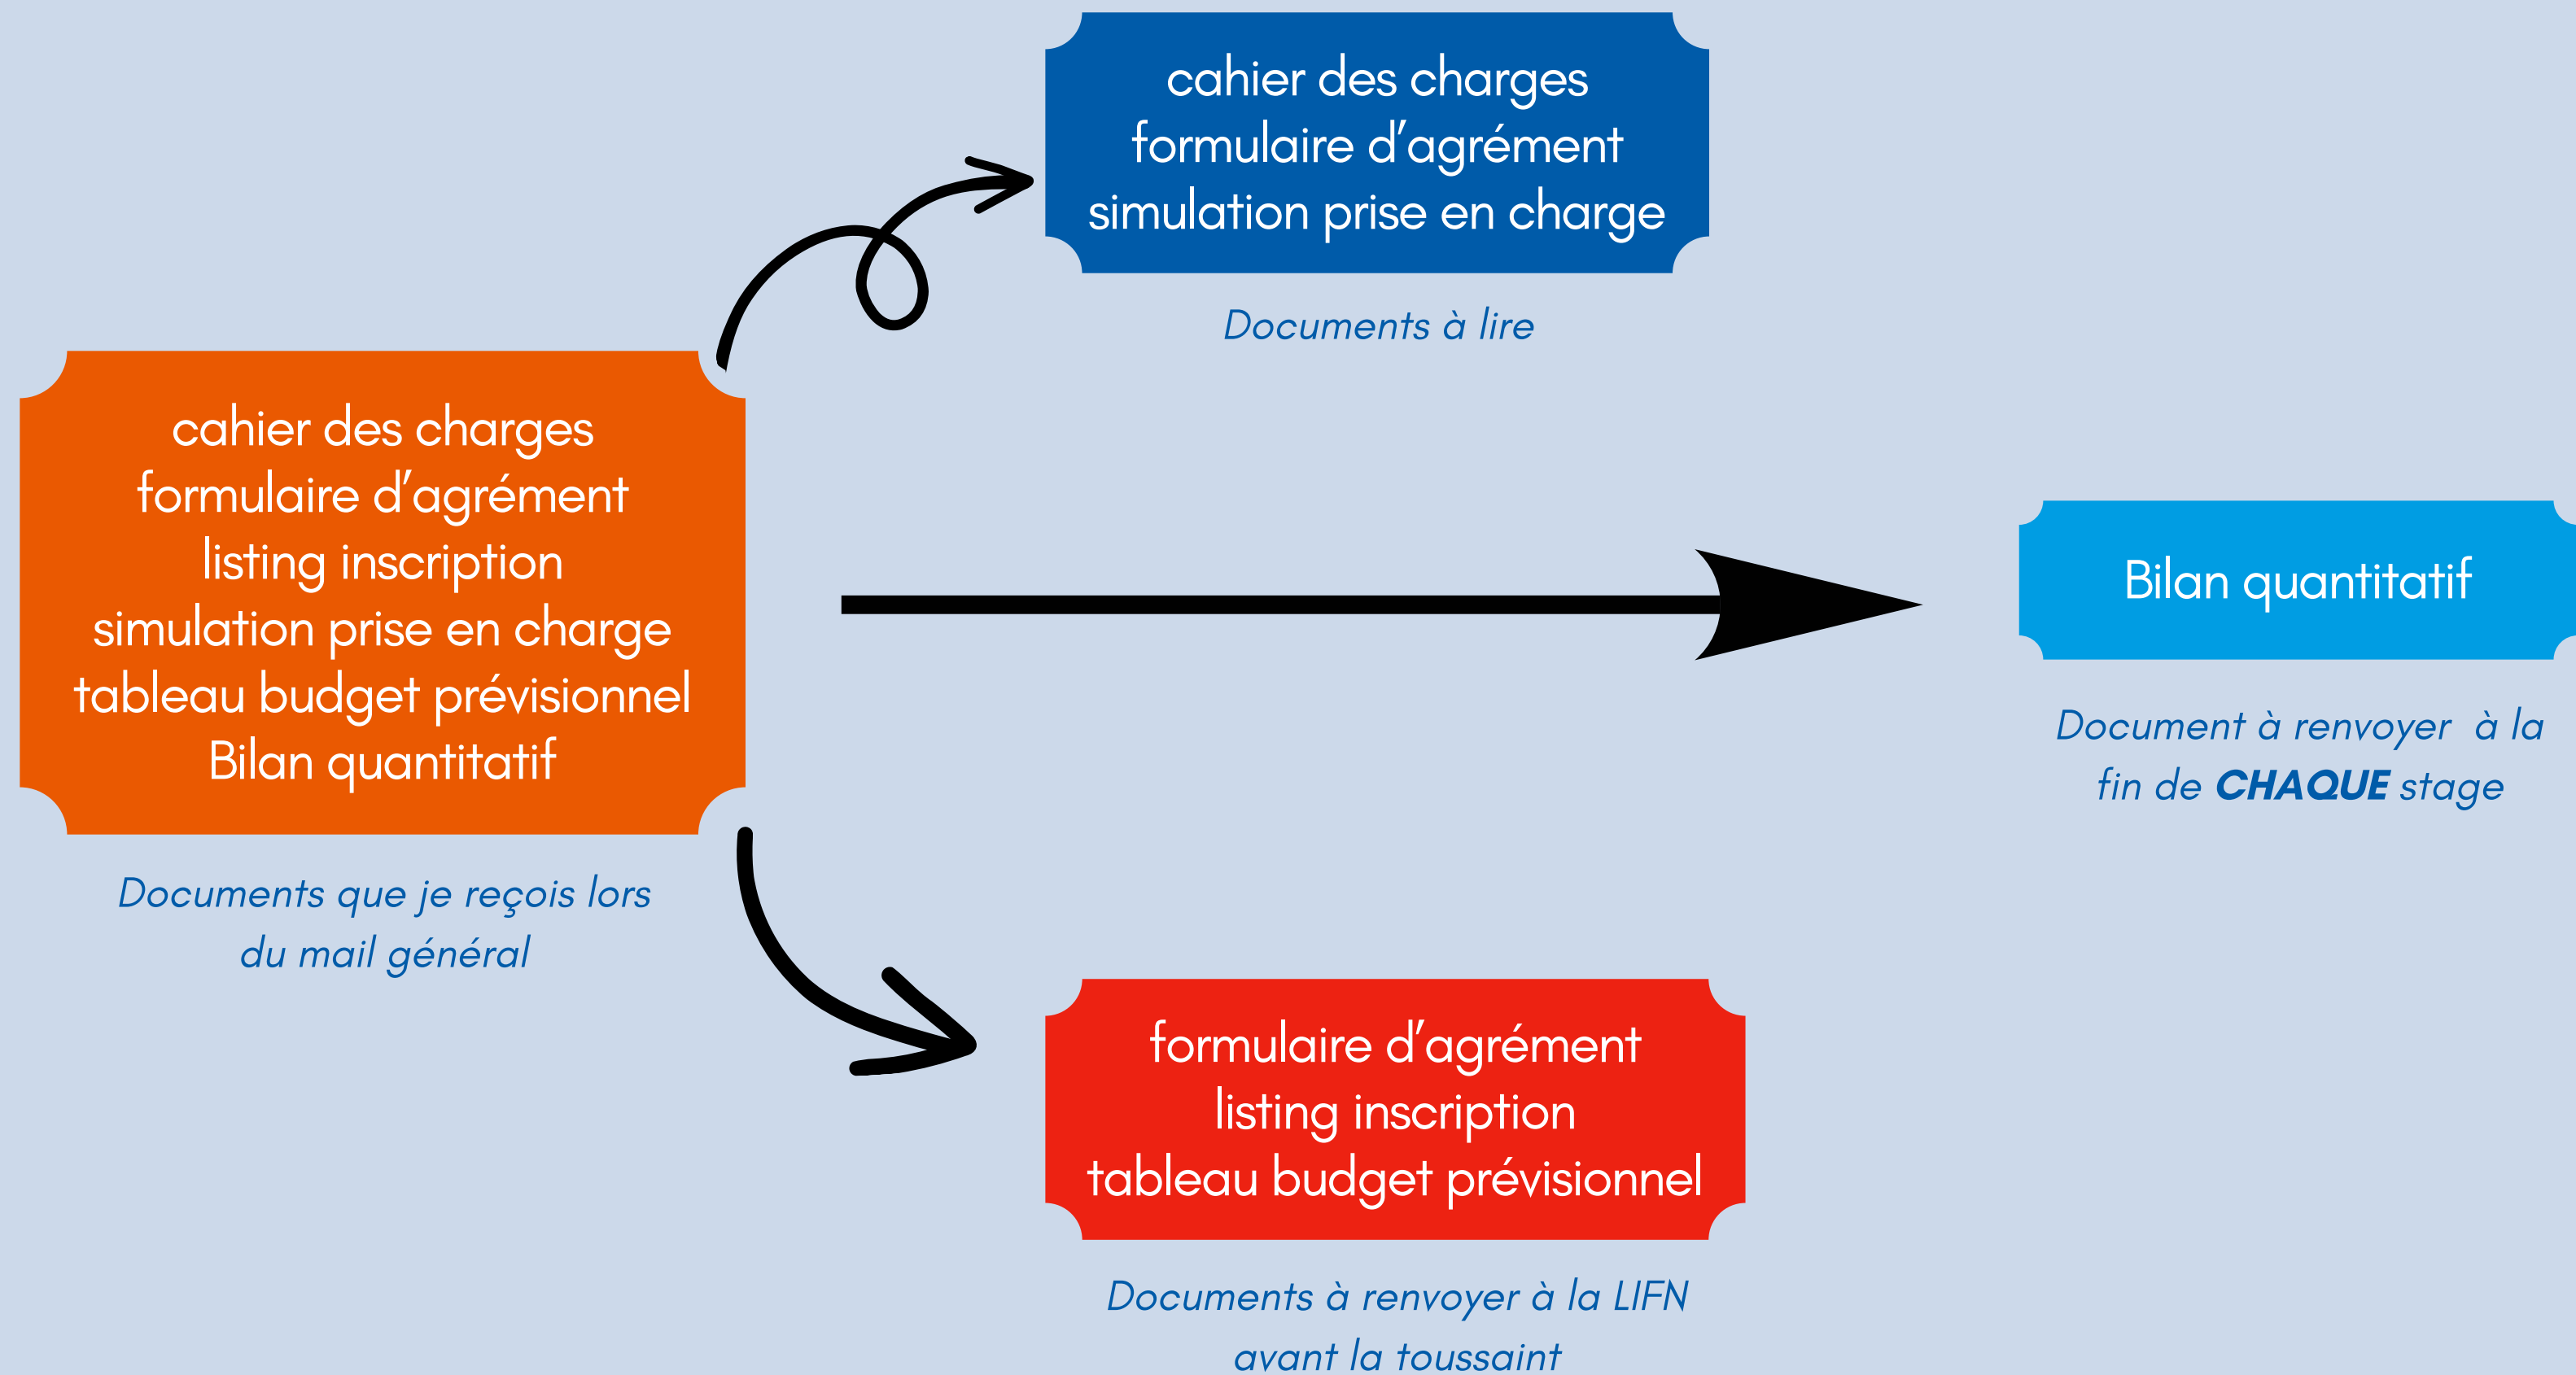 cahier des charges
formulaire d’agrément
simulation prise en charge
Documents à lire
cahier des charges
formulaire d’agrément
listing inscription
simulation prise en charge
tableau budget prévisionnel
Bilan quantitatif
Documents que je reçois lors
du mail général
Bilan quantitatif
Document à renvoyer à la
fin de CHAQUE stage
formulaire d’agrément
listing inscription
tableau budget prévisionnel
Documents à renvoyer à la LIFN
avant la toussaint